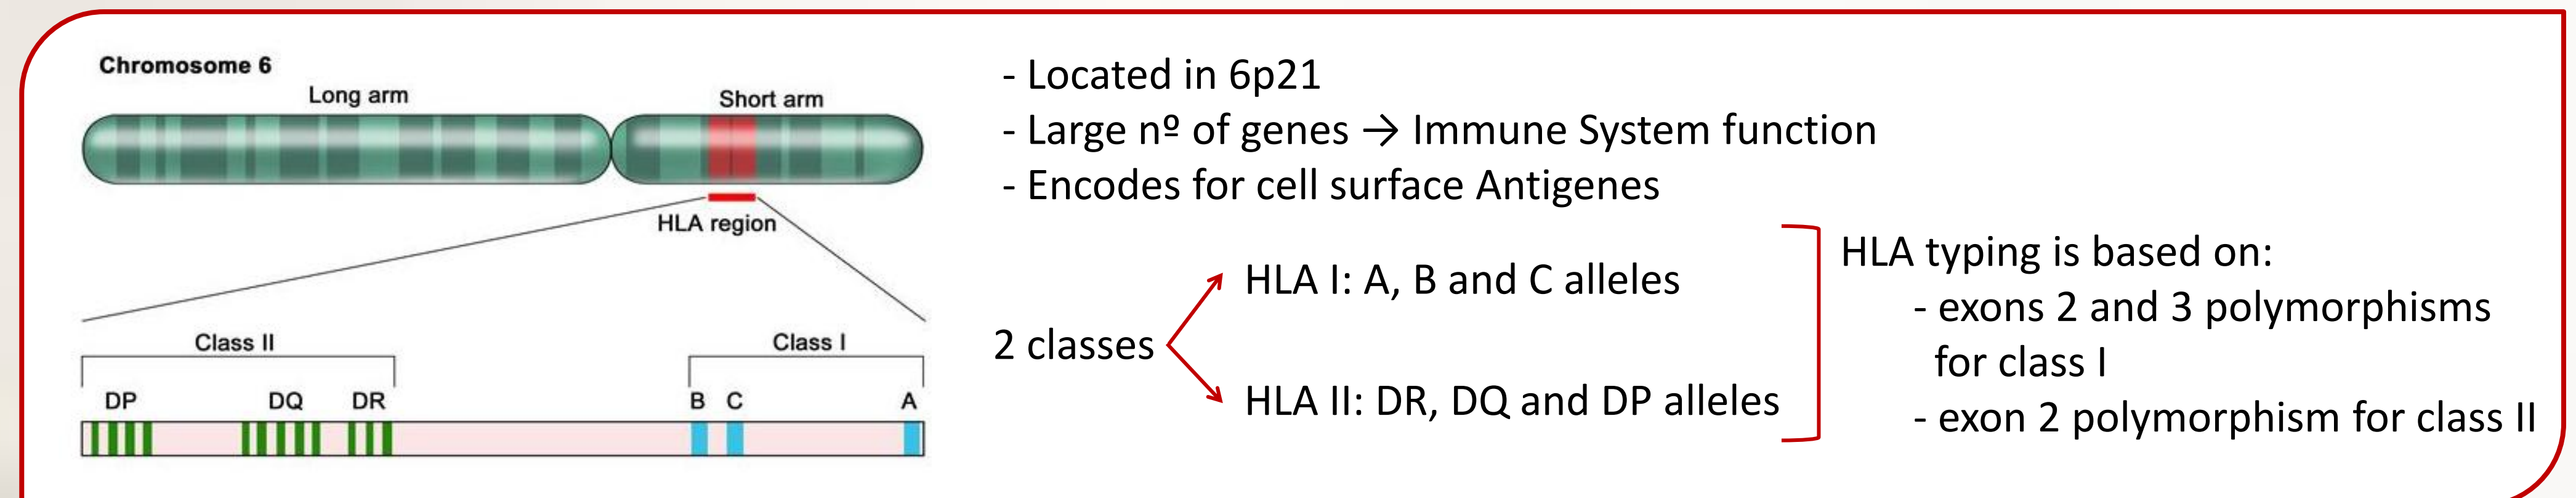 Chromosome 6
Long arm
Short arm
HLA region
Class II
Class I
DP DQ DR B C A
- Located in 6p21
- Large nº of genes → Immune System function
- Encodes for cell surface Antigenes
2 classes
HLA I: A, B and C alleles
HLA II: DR, DQ and DP alleles
HLA typing is based on:
- exons 2 and 3 polymorphisms
for class I
- exon 2 polymorphism for class II